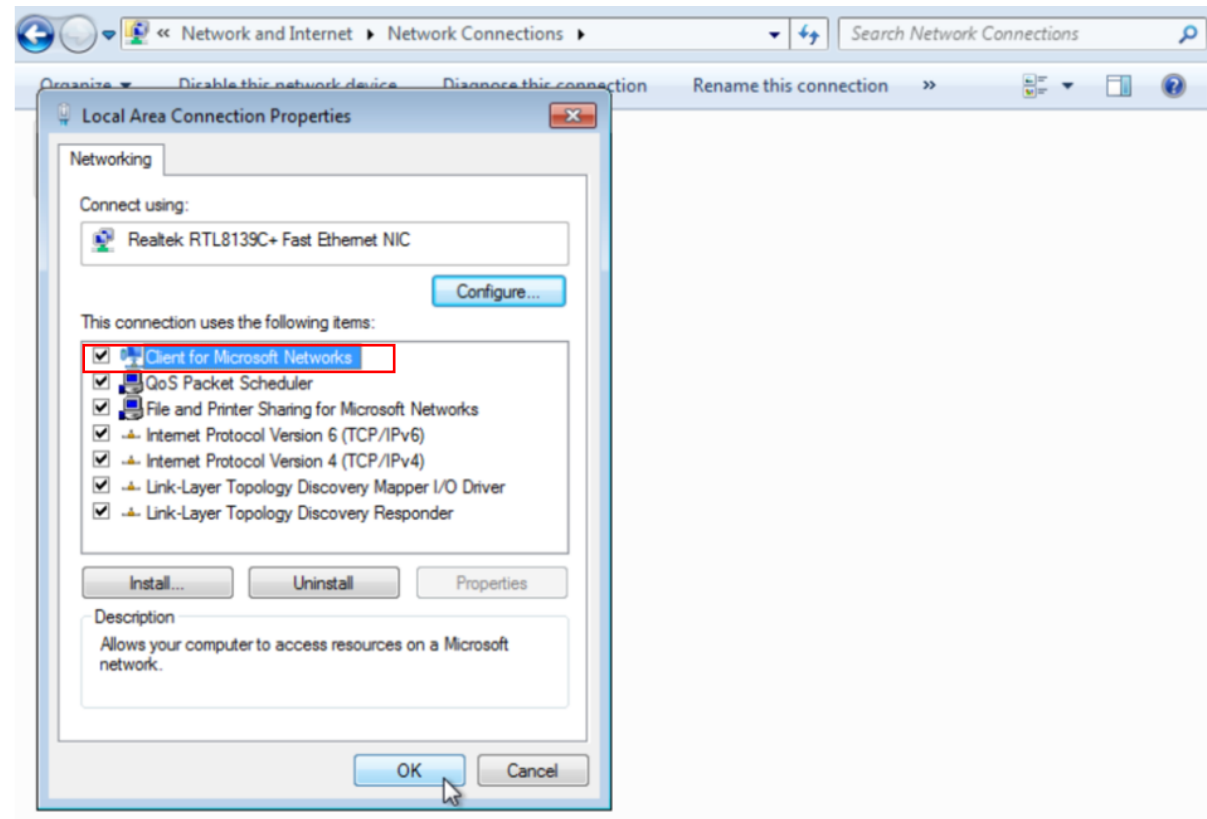 « Network and Internet ▸ Network Connections ▸
Search Network Connections
Organize ▼ Disable this network device Diagnose this connection Rename this connection »
Local Area Connection Properties
Networking
Connect using:
Realtek RTL8139C+ Fast Ethernet NIC
Configure...
This connection uses the following items:
Client for Microsoft Networks
QoS Packet Scheduler
File and Printer Sharing for Microsoft Networks
Internet Protocol Version 6 (TCP/IPv6)
Internet Protocol Version 4 (TCP/IPv4)
Link-Layer Topology Discovery Mapper I/O Driver
Link-Layer Topology Discovery Responder
Install... Uninstall Properties
Description
Allows your computer to access resources on a Microsoft
network.
OK Cancel